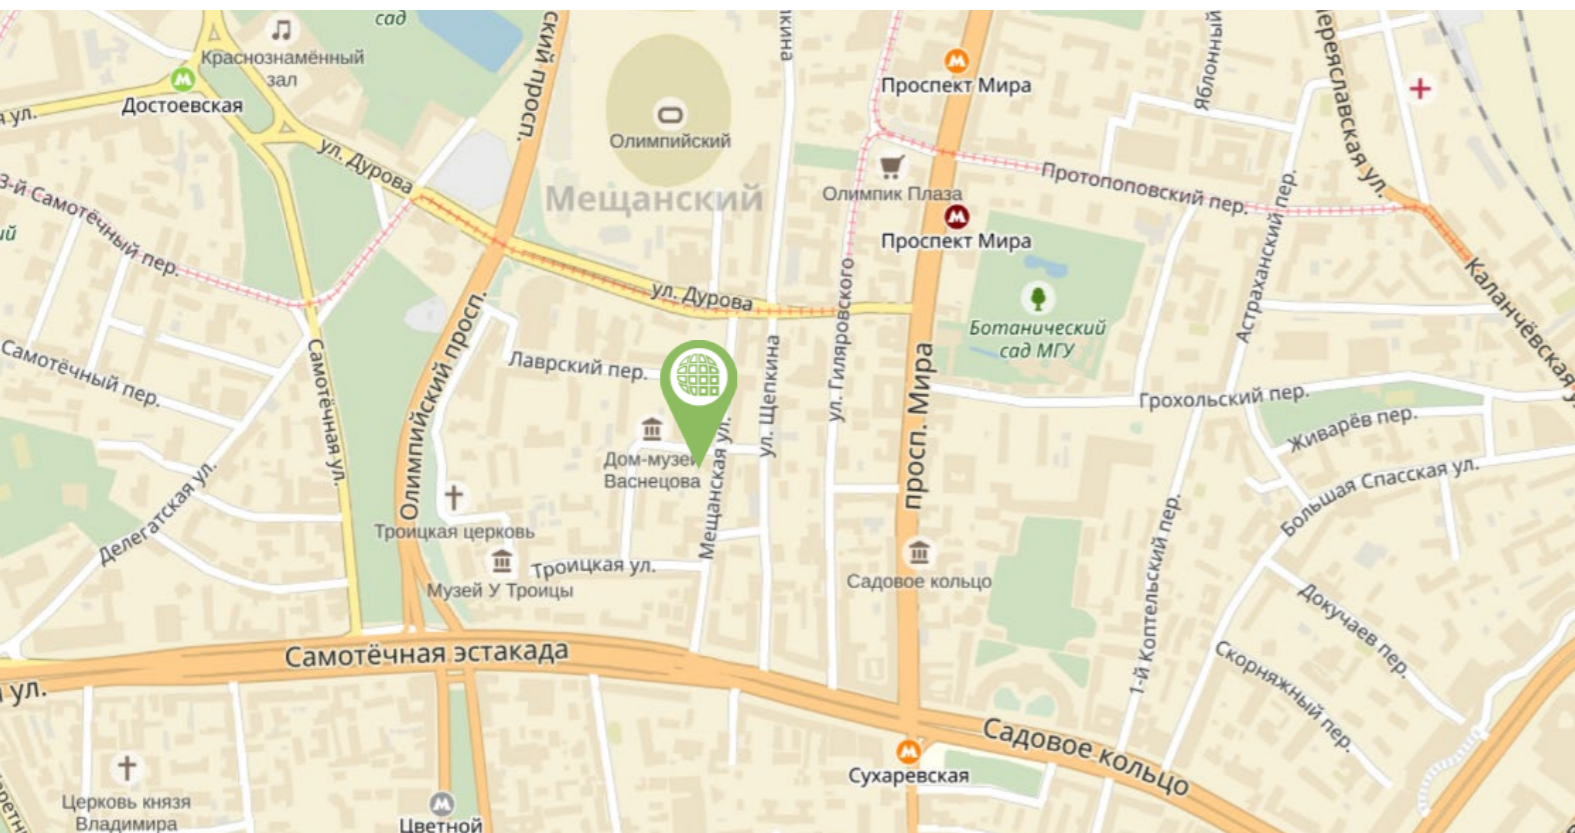 сад
Краснознамённый
зал
Достоевская
я ул.
ский просп.
Олимпийский
Мещанский
Проспект Мира
Яблонный
Переяславская ул.
ул. Дурова
Олимпик Плаза
Протопоповский пер.
Проспект Мира
3-й Самотёчный пер.
ий
ул. Дурова
Ботанический
сад МГУ
Астраханский пер.
Каланчёвская ул.
Самотёчный пер.
Самотёчная ул.
Олимпийский просп.
Лаврский пер.
ул. Щепкина
ул. Гиляровского
просп. Мира
Грохольский пер.
Живарёв пер.
Большая Спасская ул.
Дом-музей
Васнецова
Мещанская ул.
Делегатская ул.
Троицкая церковь
Троицкая ул.
Музей У Троицы
Садовое кольцо
1-й Коптельский пер.
Докучаев пер.
Скорняжный пер.
Самотёчная эстакада
ул.
Садовое кольцо
Сухаревская
Церковь князя
Владимира
Цветной